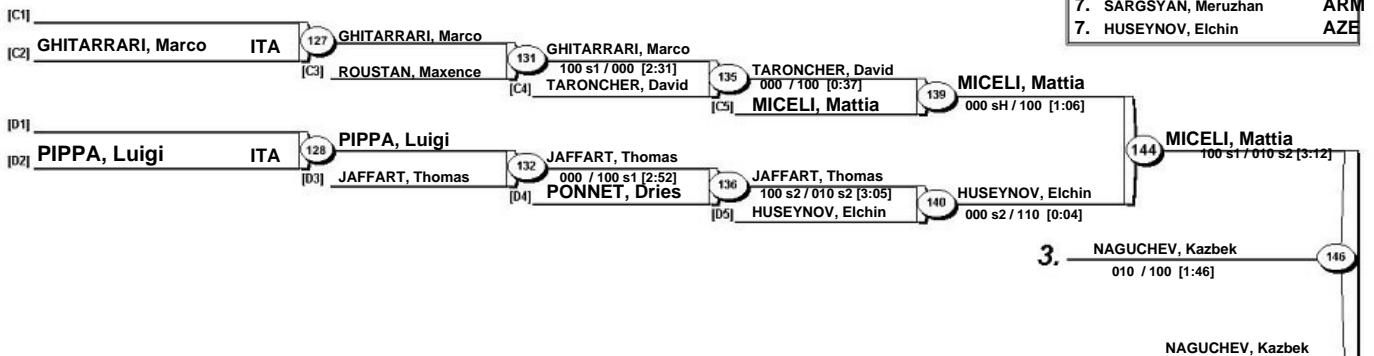 7. SARGSYAN, Meruzhan ARM
7. HUSEYNOV, Elchin AZE
[C1]
[C2] GHITARRARI, Marco ITA
127
GHITARRARI, Marco
[C3] ROUSTAN, Maxence
131
GHITARRARI, Marco
100 s1 / 000 [2:31]
[C4] TARONCHER, David
135
TARONCHER, David
000 / 100 [0:37]
[C5] MICELI, Mattia
139
MICELI, Mattia
000 sH / 100 [1:06]
[D1]
[D2] PIPPA, Luigi ITA
128
PIPPA, Luigi
[D3] JAFFART, Thomas
132
JAFFART, Thomas
000 / 100 s1 [2:52]
[D4] PONNET, Dries
136
JAFFART, Thomas
100 s2 / 010 s2 [3:05]
[D5] HUSEYNOV, Elchin
140
HUSEYNOV, Elchin
000 s2 / 110 [0:04]
144
MICELI, Mattia
100 s1 / 010 s2 [3:12]
3. NAGUCHEV, Kazbek
010 / 100 [1:46]
146
NAGUCHEV, Kazbek